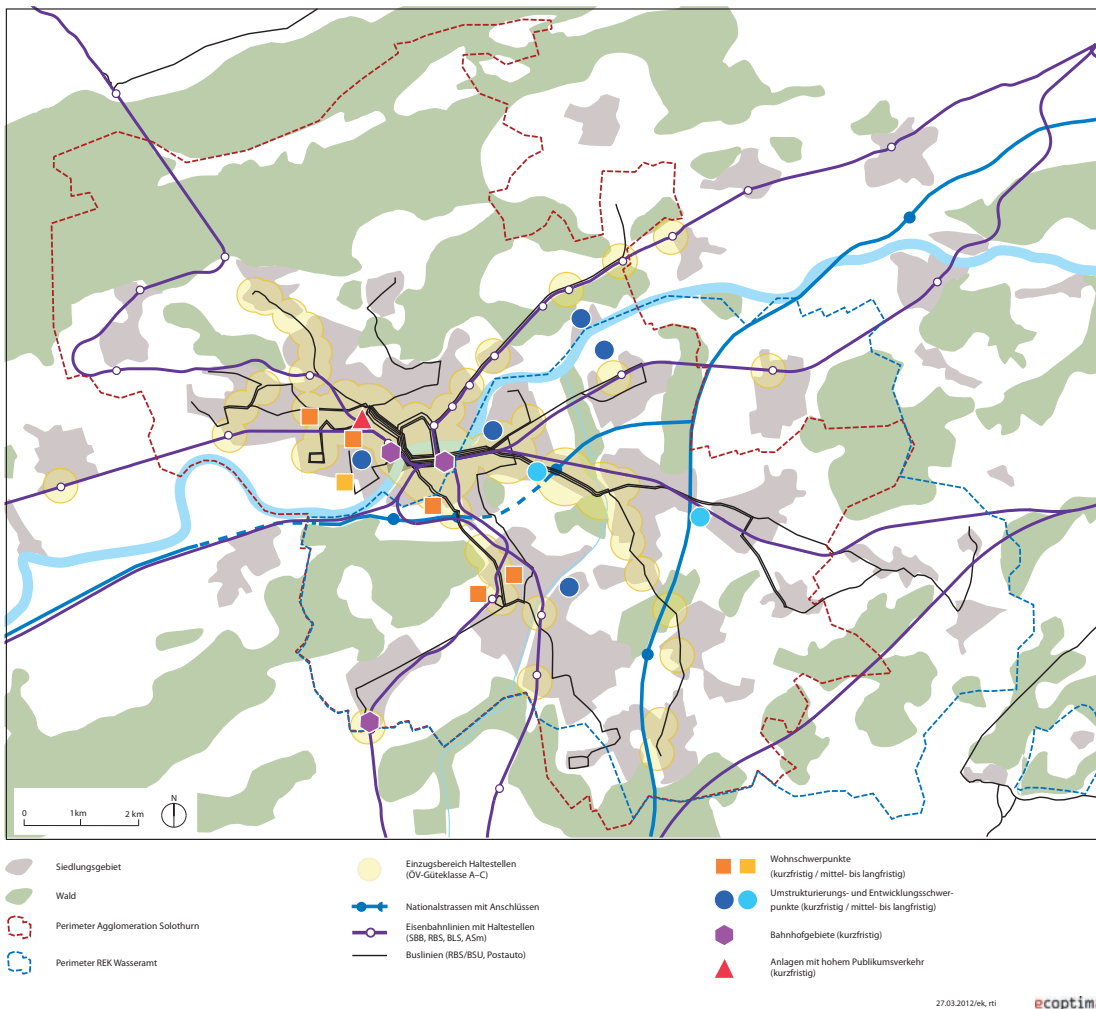 N
0 1km 2 km
Siedlungsgebiet
Wald
Perimeter Agglomeration Solothurn
Perimeter REK Wasseramt
Einzugsbereich Haltestellen
(ÖV-Güteklasse A–C)
Nationalstrassen mit Anschlüssen
Eisenbahnlinien mit Haltestellen
(SBB, RBS, BLS, ASm)
Buslinien (RBS/BSU, Postauto)
Wohnschwerpunkte
(kurzfristig / mittel- bis langfristig)
Umstrukturierungs- und Entwicklungsschwer-
punkte (kurzfristig / mittel- bis langfristig)
Bahnhofgebiete (kurzfristig)
Anlagen mit hohem Publikumsverkehr
(kurzfristig)
27.03.2012/ek, rti
ecoptima